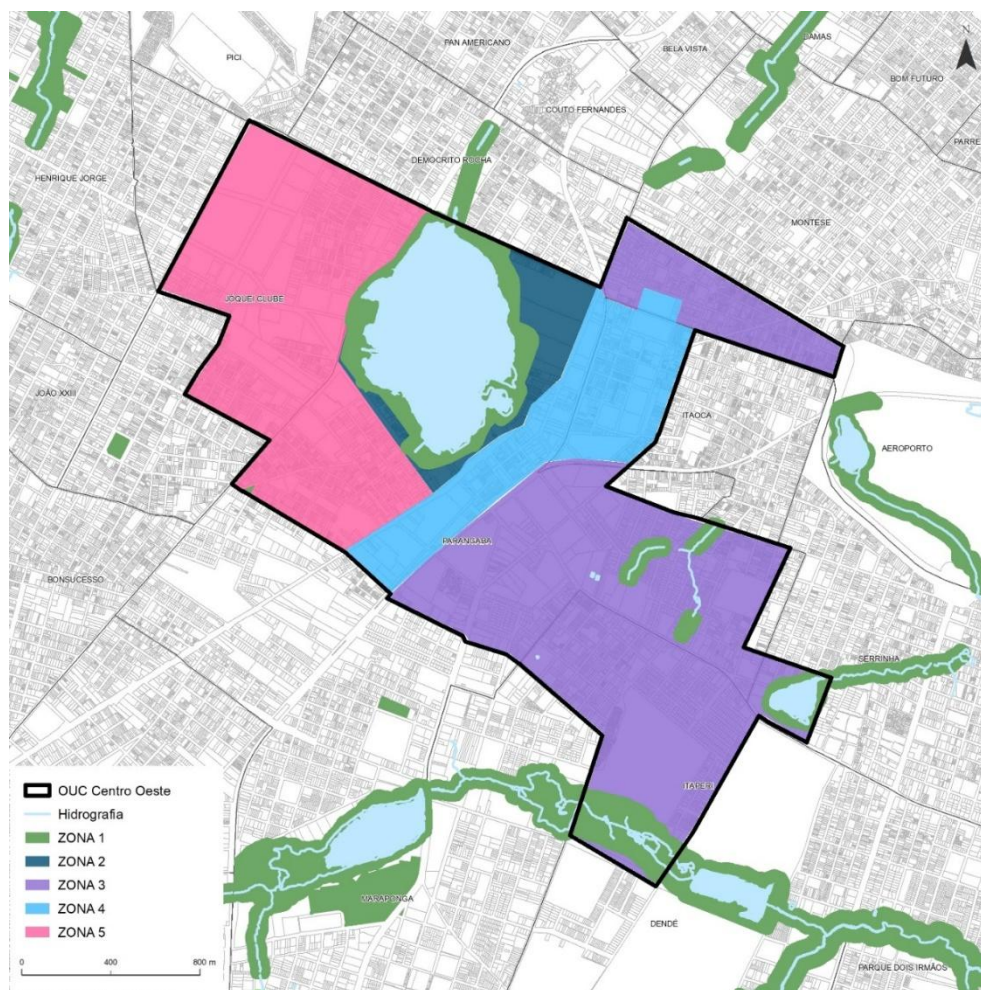 N
PICI
PAN AMERICANO
BELA VISTA
DAMAS
BOM FUTURO
COUTO FERNANDES
PARRE
HENRIQUE JORGE
DEMOCRITO ROCHA
MONTESE
JOQUEI CLUBE
JOÃO XXIII
ITAOCA
AEROPORTO
PARANGABA
BONSUCESSO
SERRINHA
ITAPERI
MARAPONGA
DENDÊ
PARQUE DOIS IRMÃOS
OUC Centro Oeste
Hidrografia
ZONA 1
ZONA 2
ZONA 3
ZONA 4
ZONA 5
0 400 800 m